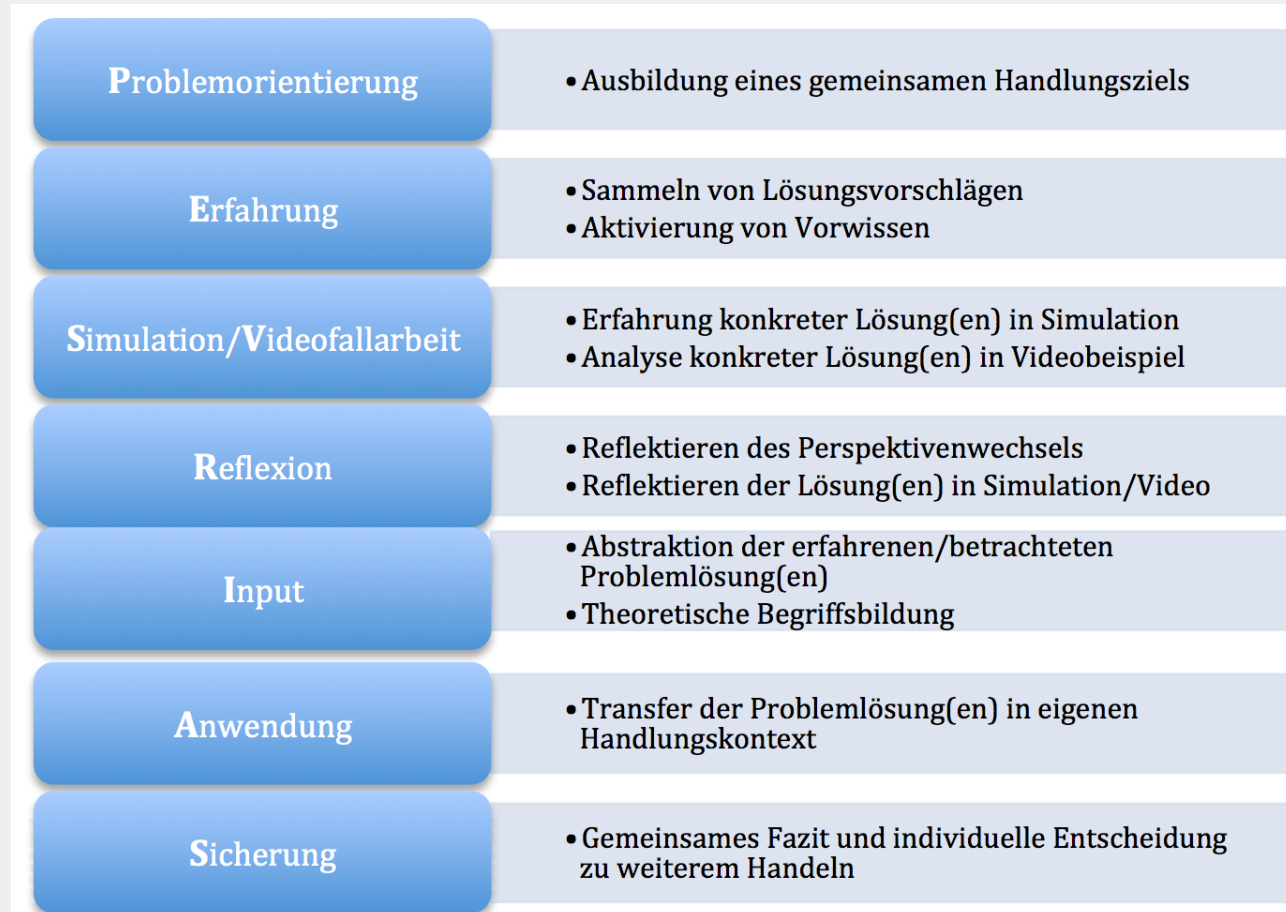 Problemorientierung
• Ausbildung eines gemeinsamen Handlungsziels
Erfahrung
• Sammeln von Lösungsvorschlägen
• Aktivierung von Vorwissen
Simulation/Videofallarbeit
• Erfahrung konkreter Lösung(en) in Simulation
• Analyse konkreter Lösung(en) in Videobeispiel
Reflexion
• Reflektieren des Perspektivenwechsels
• Reflektieren der Lösung(en) in Simulation/Video
Input
• Abstraktion der erfahrenen/betrachteten
Problemlösung(en)
• Theoretische Begriffsbildung
Anwendung
• Transfer der Problemlösung(en) in eigenen
Handlungskontext
Sicherung
• Gemeinsames Fazit und individuelle Entscheidung
zu weiterem Handeln